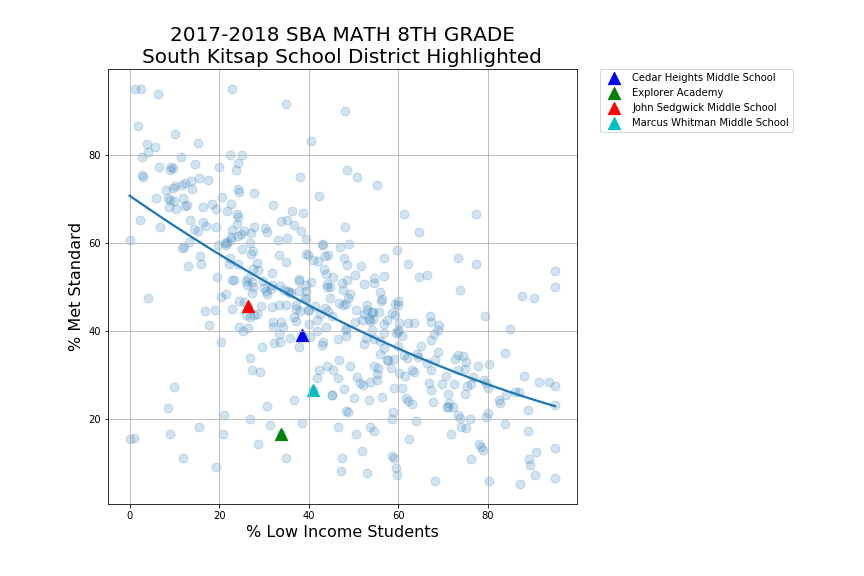 2017-2018 SBA MATH 8TH GRADE
South Kitsap School District Highlighted
Cedar Heights Middle School
Explorer Academy
John Sedgwick Middle School
Marcus Whitman Middle School
% Met Standard
80
60
40
20
0
20
40
60
80
% Low Income Students